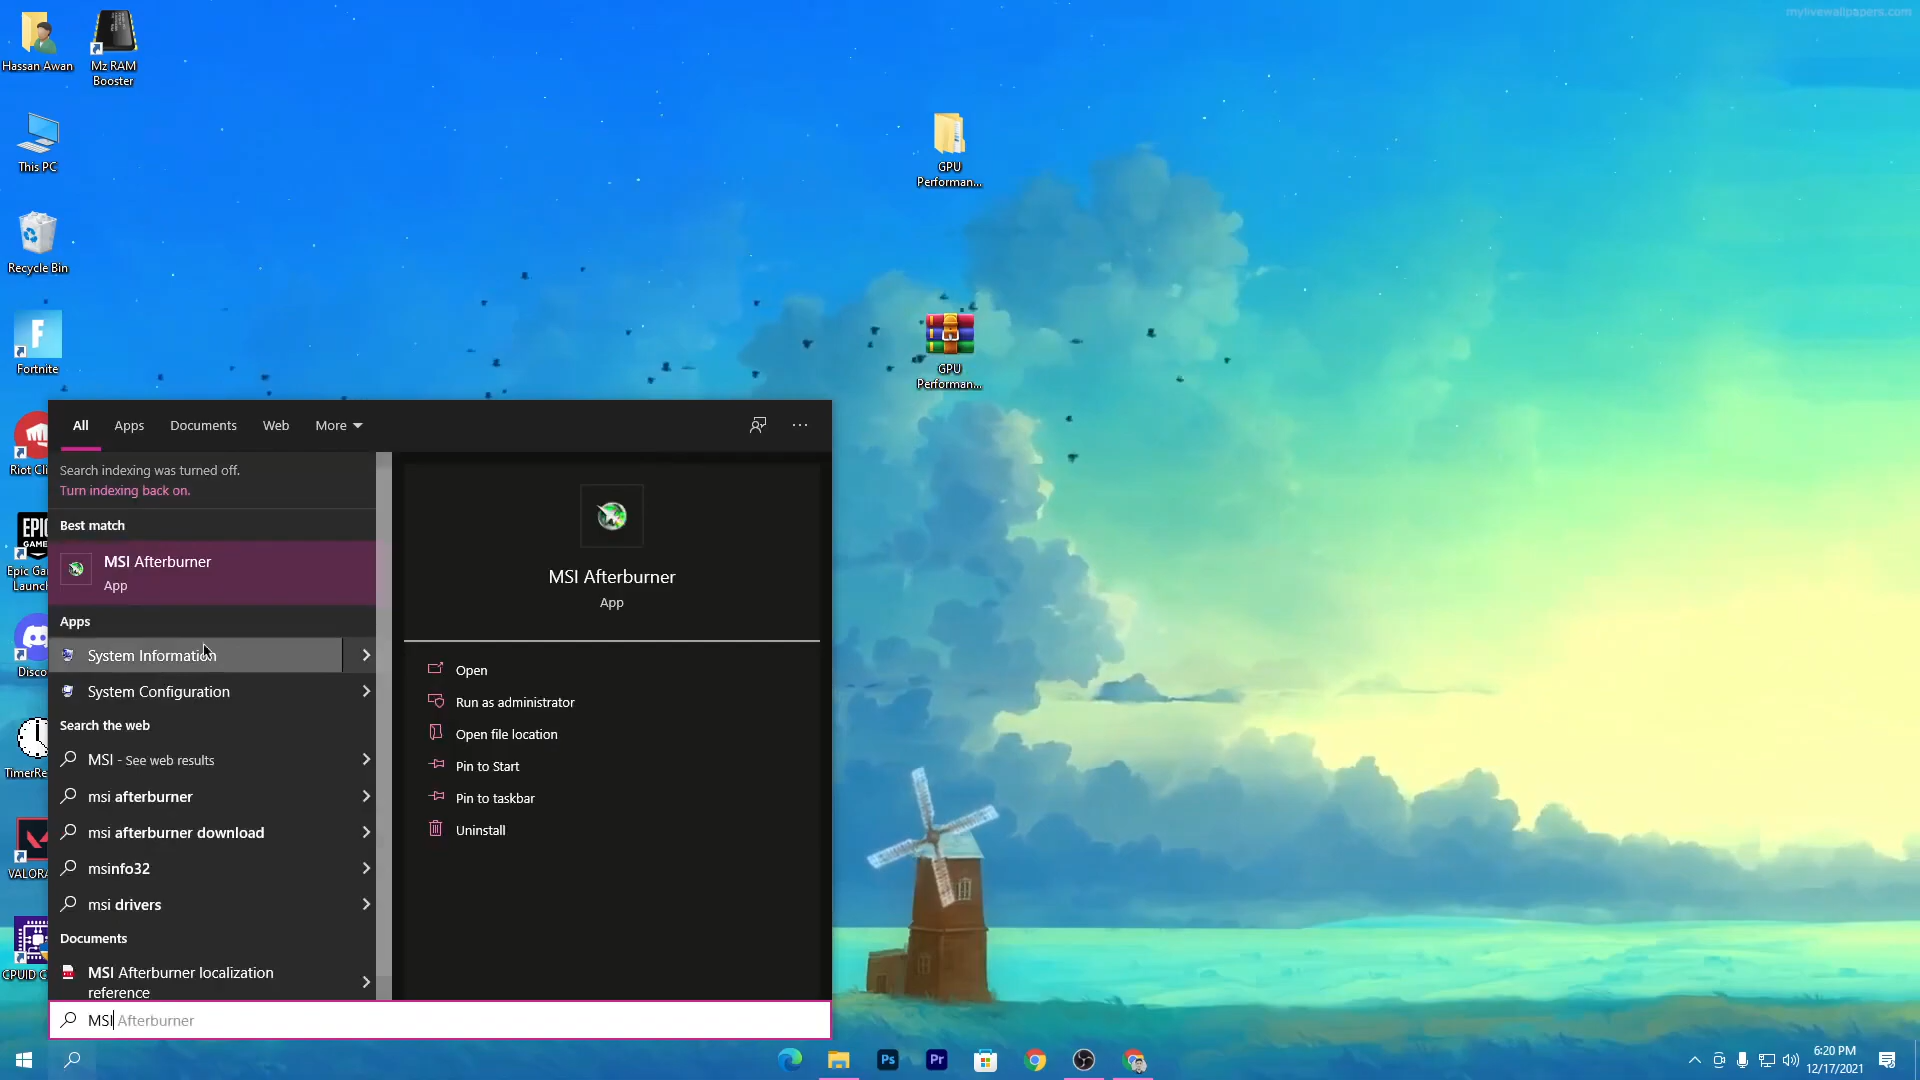 mylivewallpapers.com
Hassan Awan
Mz RAM
Booster
This PC
Recycle Bin
F
Fortnite
Riot Cli
EPIC
GAME
Epic Ga
Launch
Disco
TimerRe
VALORA
CPUID C
GPU
Performan...
GPU
Performan...
All
Apps
Documents
Web
More
Search indexing was turned off.
Turn indexing back on.
Best match
MSI Afterburner
App
Apps
System Information
System Configuration
Search the web
MSI - See web results
msi afterburner
msi afterburner download
msinfo32
msi drivers
Documents
MSI Afterburner localization
reference
MSI Afterburner
App
Open
Run as administrator
Open file location
Pin to Start
Pin to taskbar
Uninstall
MSI Afterburner
Ps
Pr
6:20 PM
12/17/2021